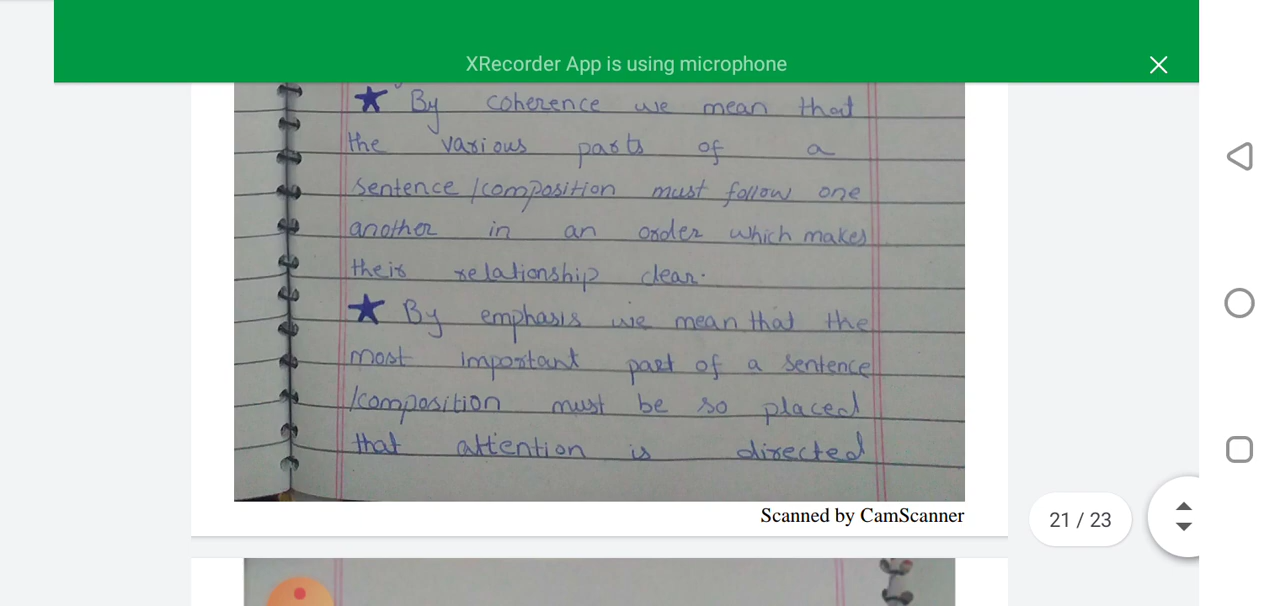 XRecorder App is using microphone
★ By coherence we mean that
the various parts of a
sentence/composition must follow one
another in an order which makes
their relationship clear.
★ By emphasis we mean that the
most important part of a sentence
/composition must be so placed
that attention is directed
Scanned by CamScanner
21 / 23